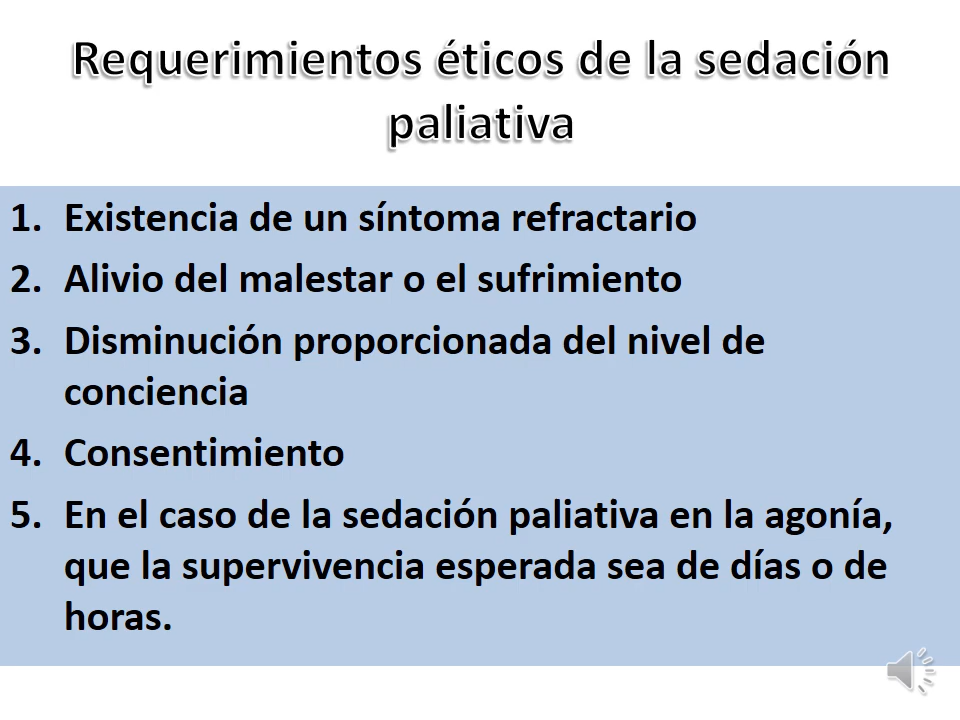 Requerimientos éticos de la sedación
paliativa
1. Existencia de un síntoma refractario
2. Alivio del malestar o el sufrimiento
3. Disminución proporcionada del nivel de
conciencia
4. Consentimiento
5. En el caso de la sedación paliativa en la agonía,
que la supervivencia esperada sea de días o de
horas.